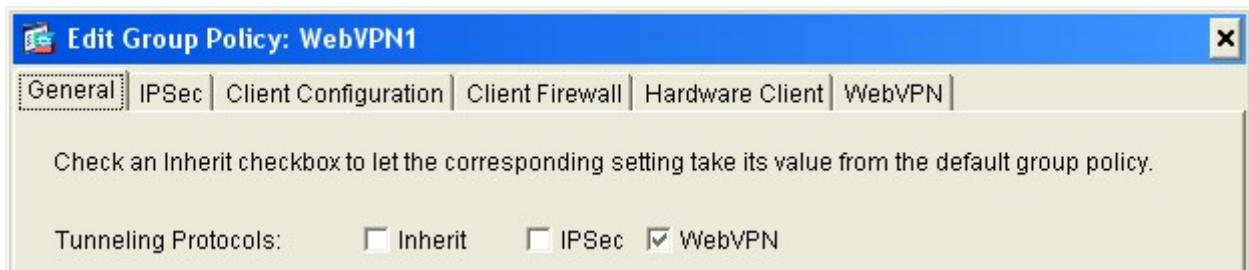 Edit Group Policy: WebVPN1
General IPSec Client Configuration Client Firewall Hardware Client WebVPN
Check an Inherit checkbox to let the corresponding setting take its value from the default group policy.
Tunneling Protocols: Inherit IPSec WebVPN